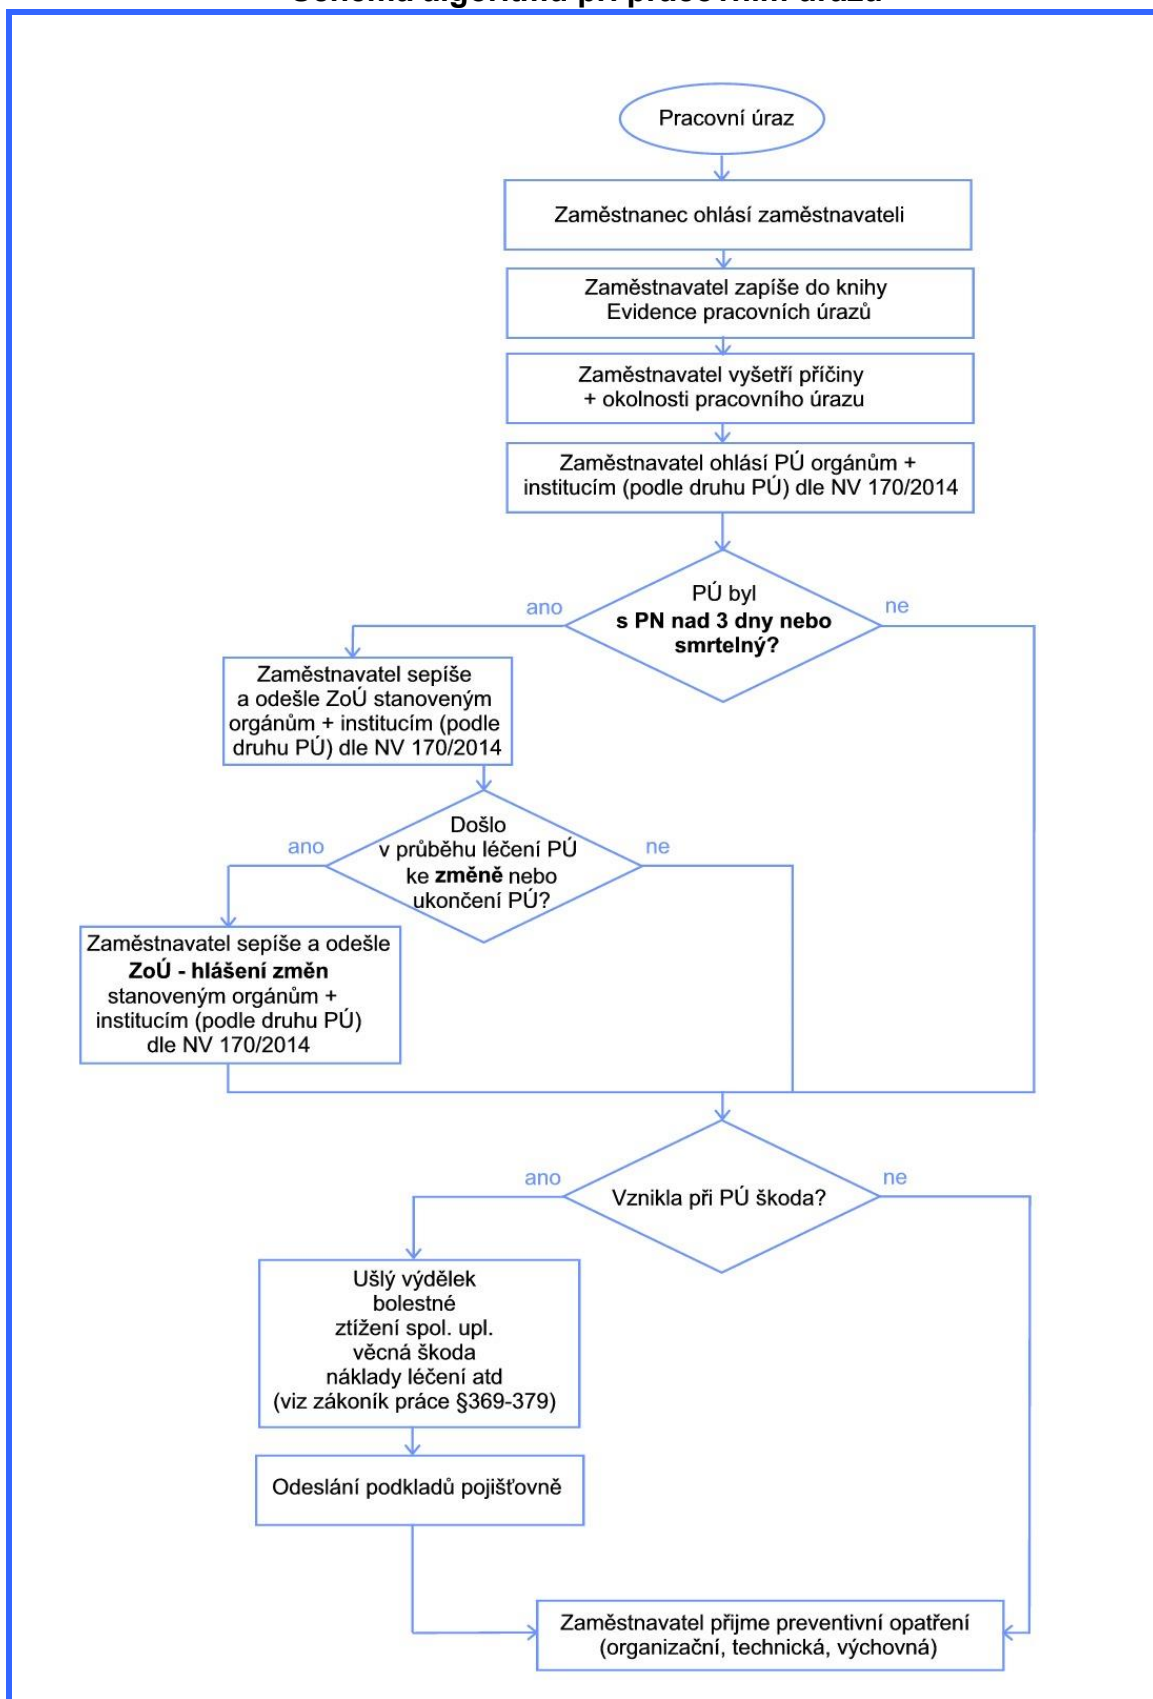 Schéma algoritmu při pracovním úrazu
Pracovní úraz
Zaměstnanec ohlásí zaměstnavateli
Zaměstnavatel zapíše do knihy
Evidence pracovních úrazů
Zaměstnavatel vyšetří příčiny
+ okolnosti pracovního úrazu
Zaměstnavatel ohlásí PÚ orgánům +
institucím (podle druhu PÚ) dle NV 170/2014
PÚ byl
s PN nad 3 dny nebo
smrtelný?
ano
ne
Zaměstnavatel sepíše
a odešle ZoÚ stanoveným
orgánům + institucím (podle
druhu PÚ) dle NV 170/2014
Došlo
v průběhu léčení PÚ
ke změně nebo
ukončení PÚ?
ano
ne
Zaměstnavatel sepíše a odešle
ZoÚ - hlášení změn
stanoveným orgánům +
institucím (podle druhu PÚ)
dle NV 170/2014
Vznikla při PÚ škoda?
ano
ne
Ušlý výdělek
bolestné
ztížení spol. upl.
věcná škoda
náklady léčení atd
(viz zákoník práce §369-379)
Odeslání podkladů pojišťovně
Zaměstnavatel přijme preventivní opatření
(organizační, technická, výchovná)